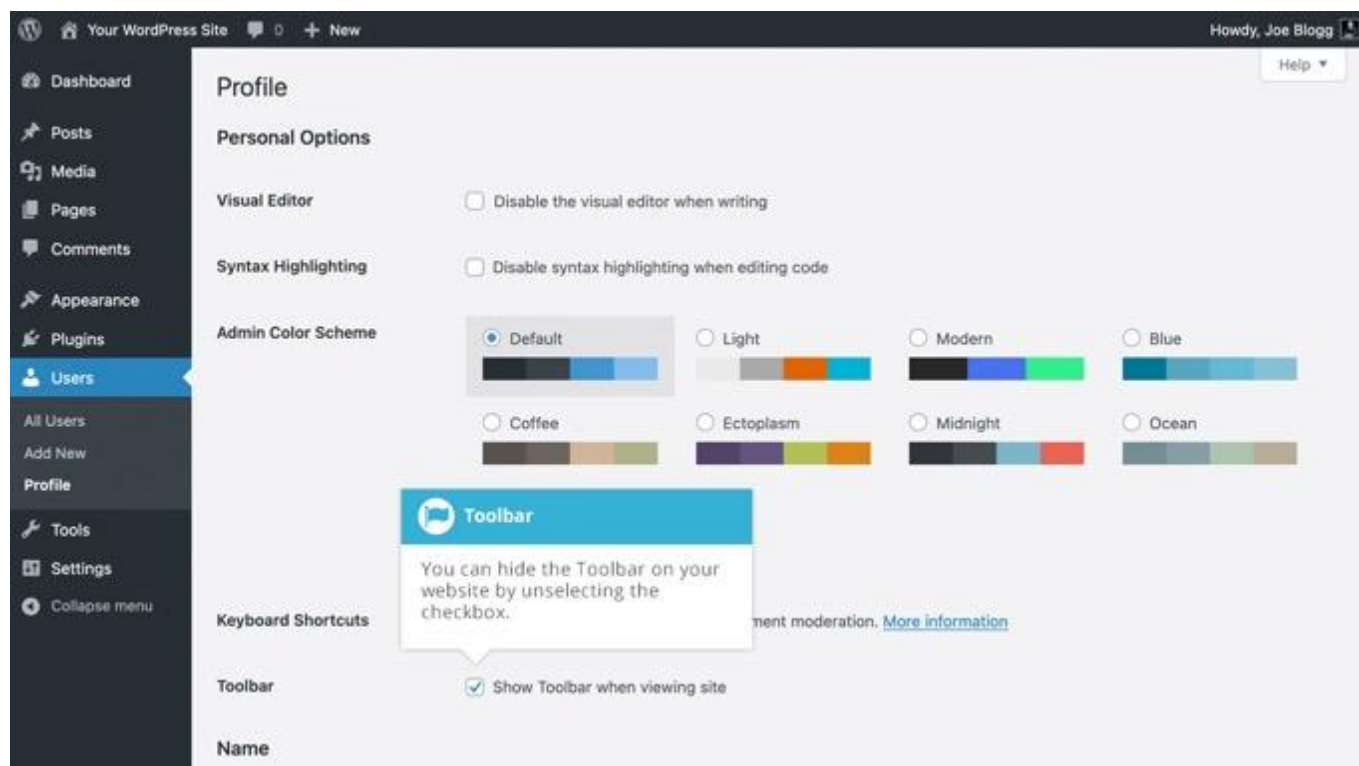 Your WordPress Site 0 + New
Howdy, Joe Blogg
Help ▼
Dashboard
Posts
Media
Pages
Comments
Appearance
Plugins
Users
All Users
Add New
Profile
Tools
Settings
Collapse menu
Profile
Personal Options
Visual Editor
Disable the visual editor when writing
Syntax Highlighting
Disable syntax highlighting when editing code
Admin Color Scheme
Default
Light
Modern
Blue
Coffee
Ectoplasm
Midnight
Ocean
Toolbar
You can hide the Toolbar on your
website by unselecting the
checkbox.
Keyboard Shortcuts
moderation. More information
Toolbar
Show Toolbar when viewing site
Name